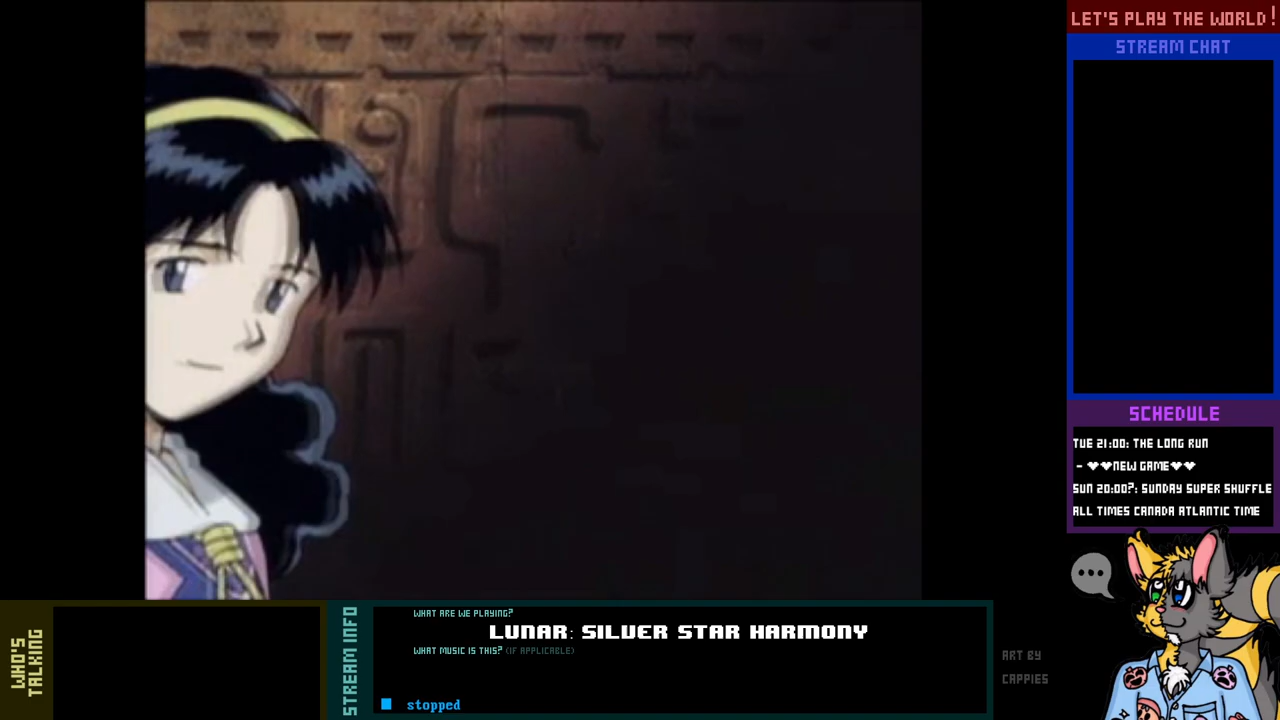 LET'S PLAY THE WORLD!
STREAM CHAT
SCHEDULE
TUE 21:00: THE LONG RUN
- ♥♥NEW GAME♥♥
SUN 20:00?: SUNDAY SUPER SHUFFLE
ALL TIMES CANADA ATLANTIC TIME
WHO'S
TALKING
STREAM INFO
WHAT ARE WE PLAYING?
LUNAR: SILVER STAR HARMONY
WHAT MUSIC IS THIS? (IF APPLICABLE)
stopped
ART BY
CAPPIES